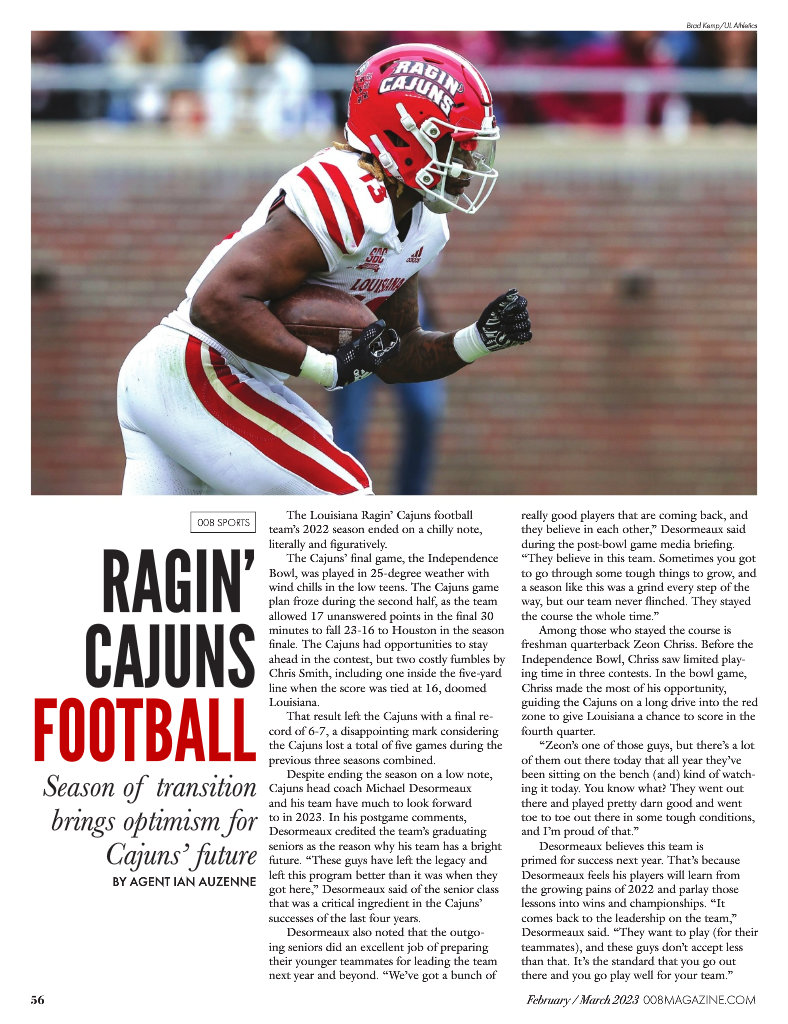 Brad Kemp/UL Athletics
RAGIN'
CAJUNS
13
SBC
adidas
LOUISIANA
008 SPORTS
RAGIN'
CAJUNS
FOOTBALL
Season of transition
brings optimism for
Cajuns' future
BY AGENT IAN AUZENNE
The Louisiana Ragin' Cajuns football
team's 2022 season ended on a chilly note,
literally and figuratively.
The Cajuns' final game, the Independence
Bowl, was played in 25-degree weather with
wind chills in the low teens. The Cajuns game
plan froze during the second half, as the team
allowed 17 unanswered points in the final 30
minutes to fall 23-16 to Houston in the season
finale. The Cajuns had opportunities to stay
ahead in the contest, but two costly fumbles by
Chris Smith, including one inside the five-yard
line when the score was tied at 16, doomed
Louisiana.
That result left the Cajuns with a final re-
cord of 6-7, a disappointing mark considering
the Cajuns lost a total of five games during the
previous three seasons combined.
Despite ending the season on a low note,
Cajuns head coach Michael Desormeaux
and his team have much to look forward
to in 2023. In his postgame comments,
Desormeaux credited the team's graduating
seniors as the reason why his team has a bright
future. “These guys have left the legacy and
left this program better than it was when they
got here,” Desormeaux said of the senior class
that was a critical ingredient in the Cajuns'
successes of the last four years.
Desormeaux also noted that the outgo-
ing seniors did an excellent job of preparing
their younger teammates for leading the team
next year and beyond. “We've got a bunch of
really good players that are coming back, and
they believe in each other,” Desormeaux said
during the post-bowl game media briefing.
“They believe in this team. Sometimes you got
to go through some tough things to grow, and
a season like this was a grind every step of the
way, but our team never flinched. They stayed
the course the whole time.”
Among those who stayed the course is
freshman quarterback Zeon Chriss. Before the
Independence Bowl, Chriss saw limited play-
ing time in three contests. In the bowl game,
Chriss made the most of his opportunity,
guiding the Cajuns on a long drive into the red
zone to give Louisiana a chance to score in the
fourth quarter.
“Zeon's one of those guys, but there's a lot
of them out there today that all year they've
been sitting on the bench (and) kind of watch-
ing it today. You know what? They went out
there and played pretty darn good and went
toe to toe out there in some tough conditions,
and I'm proud of that.”
Desormeaux believes this team is
primed for success next year. That's because
Desormeaux feels his players will learn from
the growing pains of 2022 and parlay those
lessons into wins and championships. “It
comes back to the leadership on the team,”
Desormeaux said. “They want to play (for their
teammates), and these guys don't accept less
than that. It's the standard that you go out
there and you go play well for your team.”
56
February / March 2023 008MAGAZINE.COM